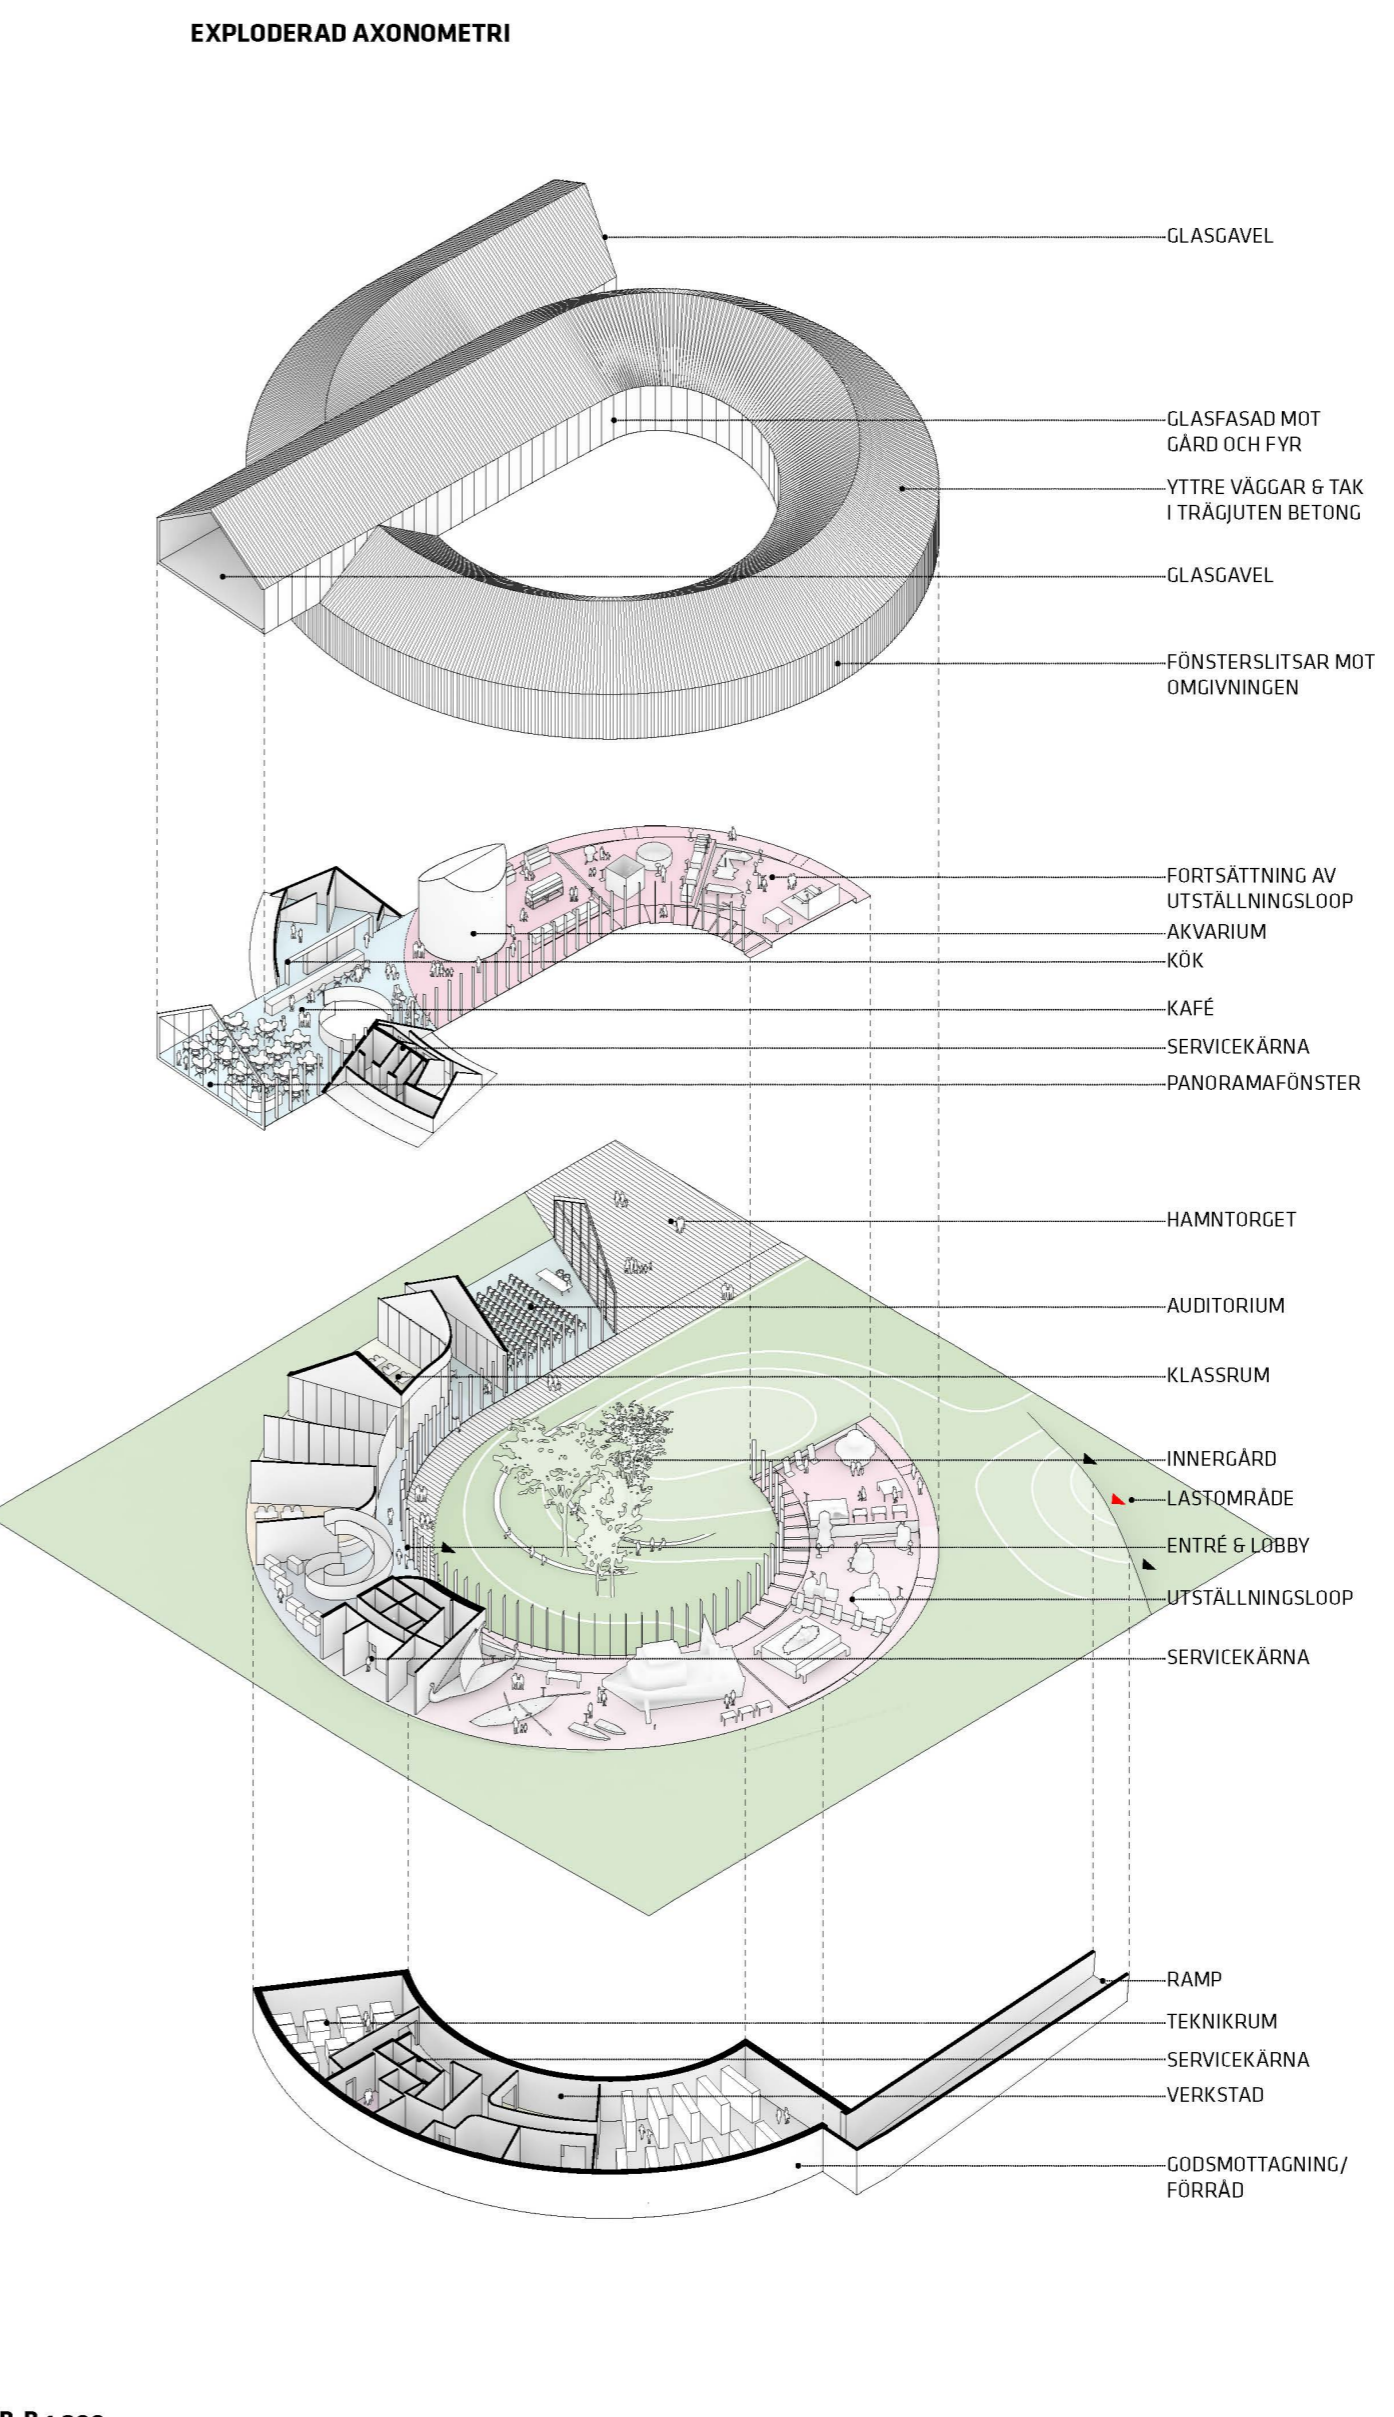 EXPLODERAD AXONOMETRI
GLASGAVEL
GLASFASAD MOT
GÅRD OCH FYR
YTTRE VÄGGAR & TAK
I TRÄGJUTEN BETONG
GLASGAVEL
FÖNSTERSLITSAR MOT
OMGIVNINGEN
FORTSÄTTNING AV
UTSTÄLLNINGSLOOP
AKVARIUM
KÖK
KAFÉ
SERVICEKÄRNA
PANORAMAFÖNSTER
HAMNTORGET
AUDITORIUM
KLASSRUM
INNERGÅRD
LASTOMRÅDE
ENTRÉ & LOBBY
UTSTÄLLNINGSLOOP
SERVICEKÄRNA
RAMP
TEKNIKRUM
SERVICEKÄRNA
VERKSTAD
GODSMOTTAGNING/
FÖRRÅD